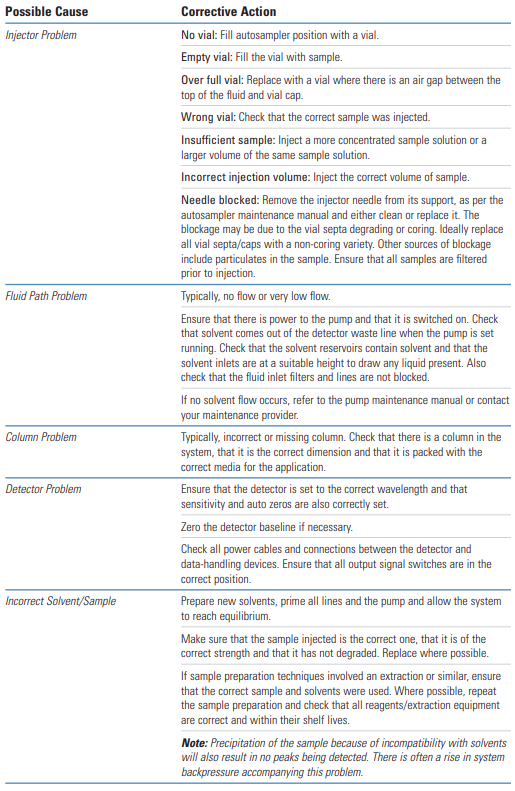 Possible Cause Corrective Action
Injector Problem No vial: Fill autosampler position with a vial.
Empty vial: Fill the vial with sample.
Over full vial: Replace with a vial where there is an air gap between the
top of the fluid and vial cap.
Wrong vial: Check that the correct sample was injected.
Insufficient sample: Inject a more concentrated sample solution or a
larger volume of the same sample solution.
Incorrect injection volume: Inject the correct volume of sample.
Needle blocked: Remove the injector needle from its support, as per the
autosampler maintenance manual and either clean or replace it. The
blockage may be due to the vial septa degrading or coring. Ideally replace
all vial septa/caps with a non-coring variety. Other sources of blockage
include particulates in the sample. Ensure that all samples are filtered
prior to injection.
Fluid Path Problem Typically, no flow or very low flow.
Ensure that there is power to the pump and that it is switched on. Check
that solvent comes out of the detector waste line when the pump is set
running. Check that the solvent reservoirs contain solvent and that the
solvent inlets are at a suitable height to draw any liquid present. Also
check that the fluid inlet filters and lines are not blocked.
If no solvent flow occurs, refer to the pump maintenance manual or contact
your maintenance provider.
Column Problem Typically, incorrect or missing column. Check that there is a column in the
system, that it is the correct dimension and that it is packed with the
correct media for the application.
Detector Problem Ensure that the detector is set to the correct wavelength and that
sensitivity and auto zeros are also correctly set.
Zero the detector baseline if necessary.
Check all power cables and connections between the detector and
data-handling devices. Ensure that all output signal switches are in the
correct position.
Incorrect Solvent/Sample Prepare new solvents, prime all lines and the pump and allow the system
to reach equilibrium.
Make sure that the sample injected is the correct one, that it is of the
correct strength and that it has not degraded. Replace where possible.
If sample preparation techniques involved an extraction or similar, ensure
that the correct sample and solvents were used. Where possible, repeat
the sample preparation and check that all reagents/extraction equipment
are correct and within their shelf lives.
Note: Precipitation of the sample because of incompatibility with solvents
will also result in no peaks being detected. There is often a rise in system
backpressure accompanying this problem.